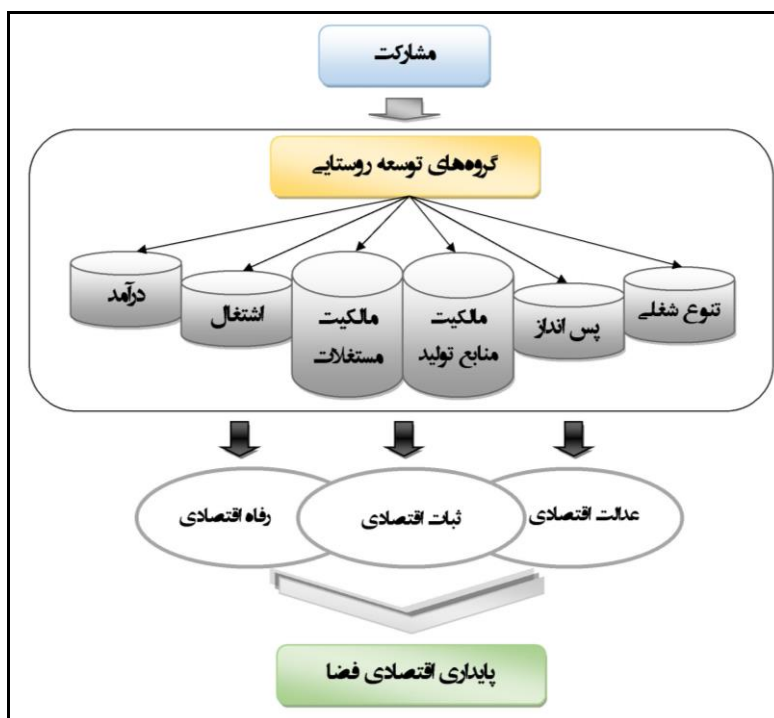 مشارکت
گروه‌های توسعه روستایی
تنوع شغلی
پس انداز
مالکیت
منابع تولید
مالکیت
مستغلات
اشتغال
درآمد
عدالت اقتصادی
ثبات اقتصادی
رفاه اقتصادی
پایداری اقتصادی فضا